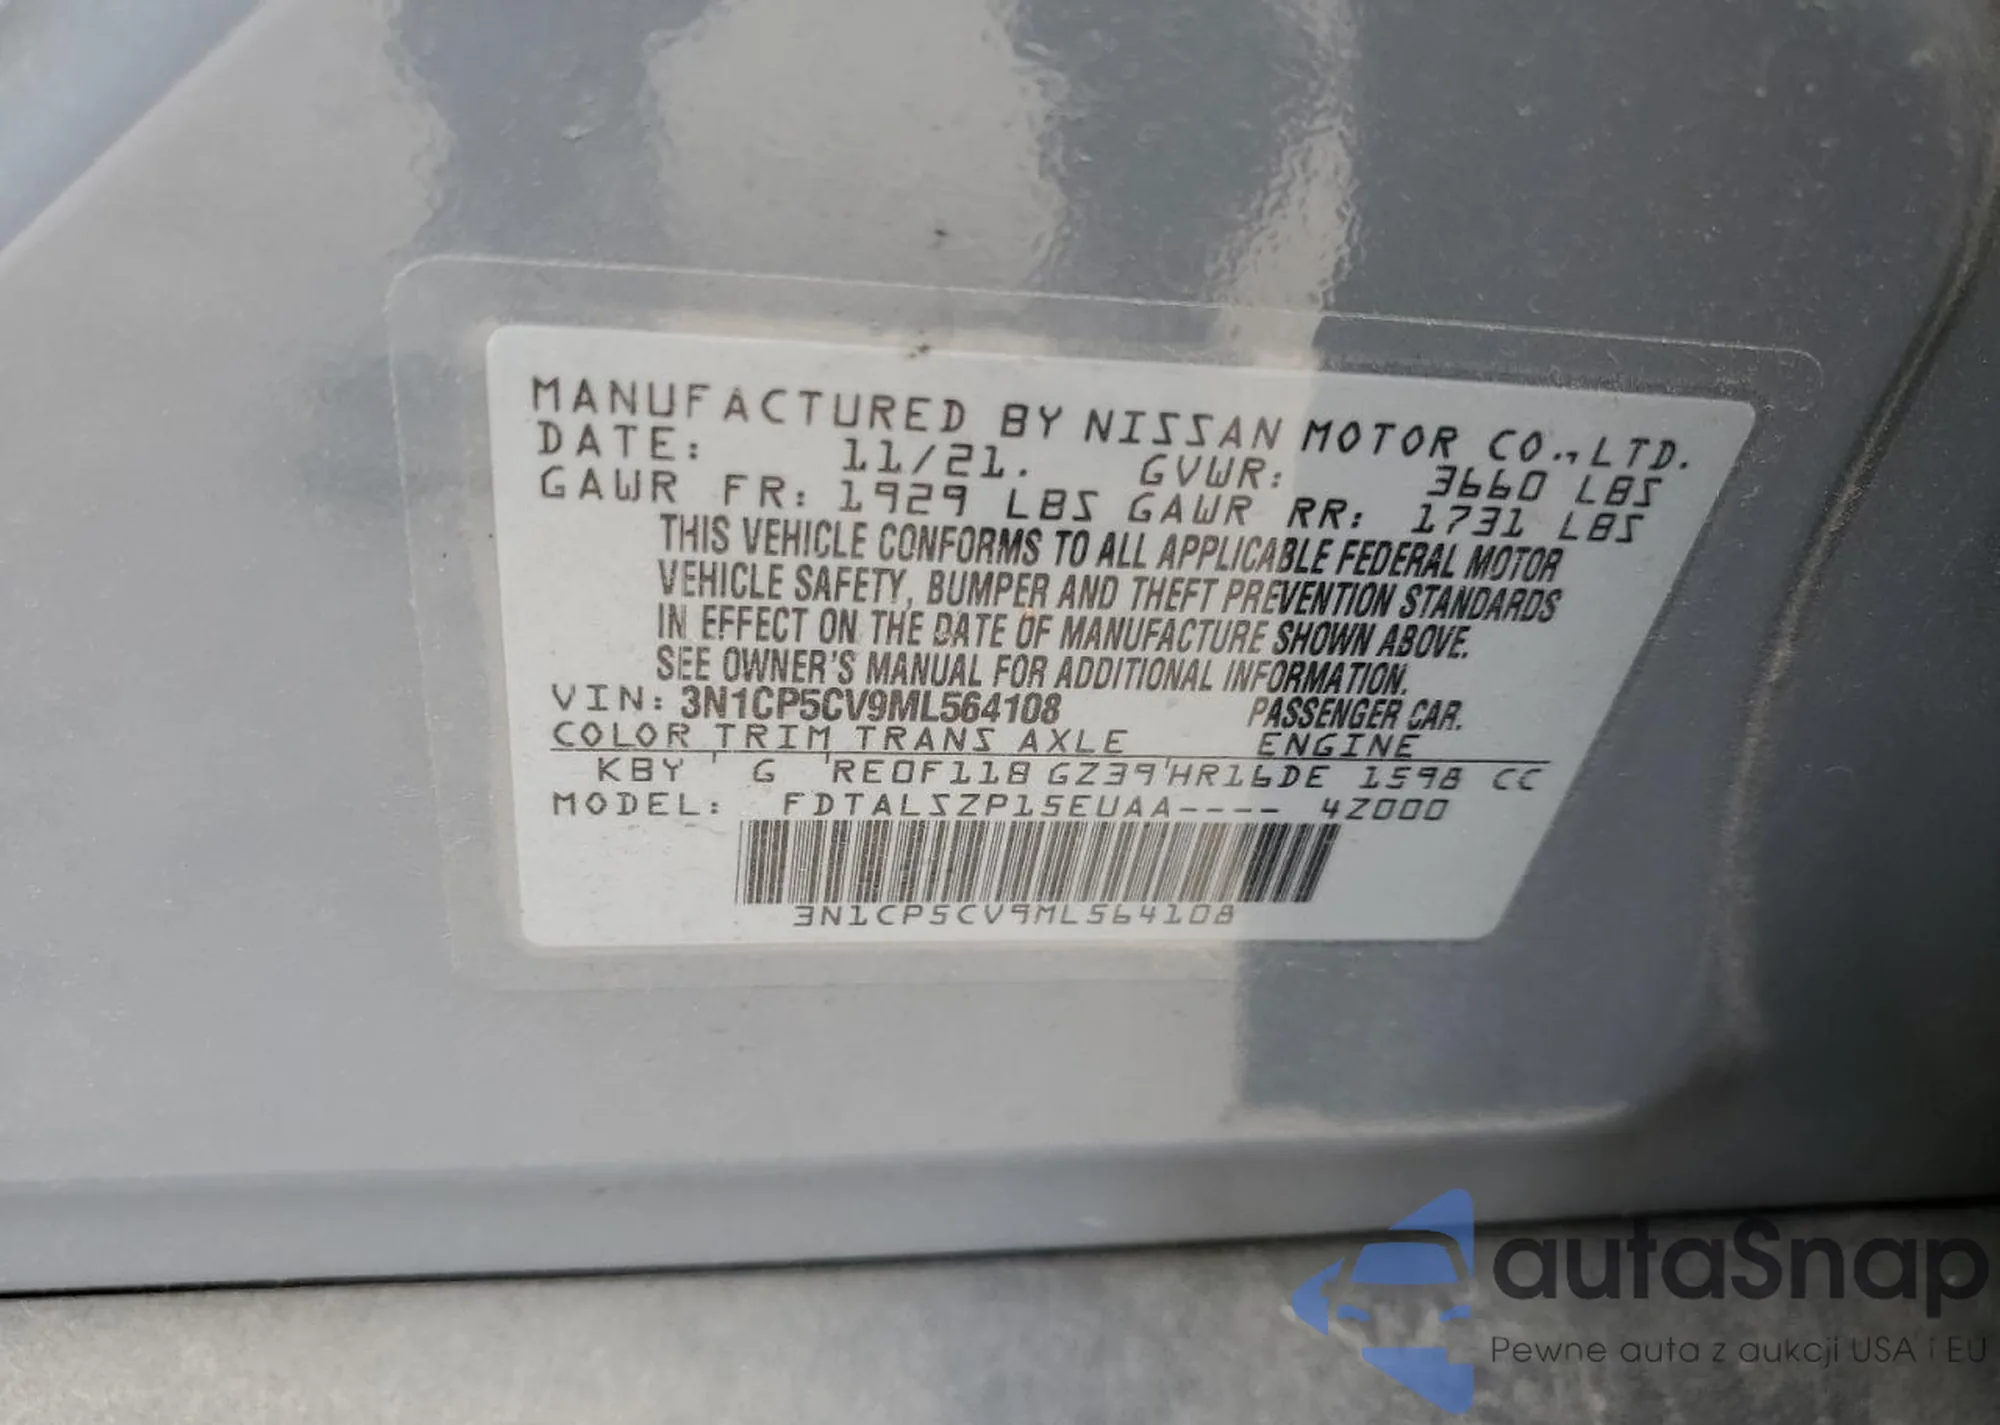 MANUFACTURED BY NISSAN MOTOR CO.,LTD.
DATE: 11/21. GVWR: 3660 LBS
GAWR FR: 1929 LBS GAWR RR: 1731 LBS
THIS VEHICLE CONFORMS TO ALL APPLICABLE FEDERAL MOTOR
VEHICLE SAFETY, BUMPER AND THEFT PREVENTION STANDARDS
IN EFFECT ON THE DATE OF MANUFACTURE SHOWN ABOVE.
SEE OWNER'S MANUAL FOR ADDITIONAL INFORMATION.
VIN: 3N1CP5CV9ML564108 PASSENGER CAR.
COLOR TRIM TRANS AXLE ENGINE
KBY ' G 'RE0F11B GZ39'HR16DE 1598 CC
MODEL: FDTALSZP15EUAA---- 4Z000
3N1CP5CV9ML564108
autaSnap
Pewne auta z aukcji USA i EU